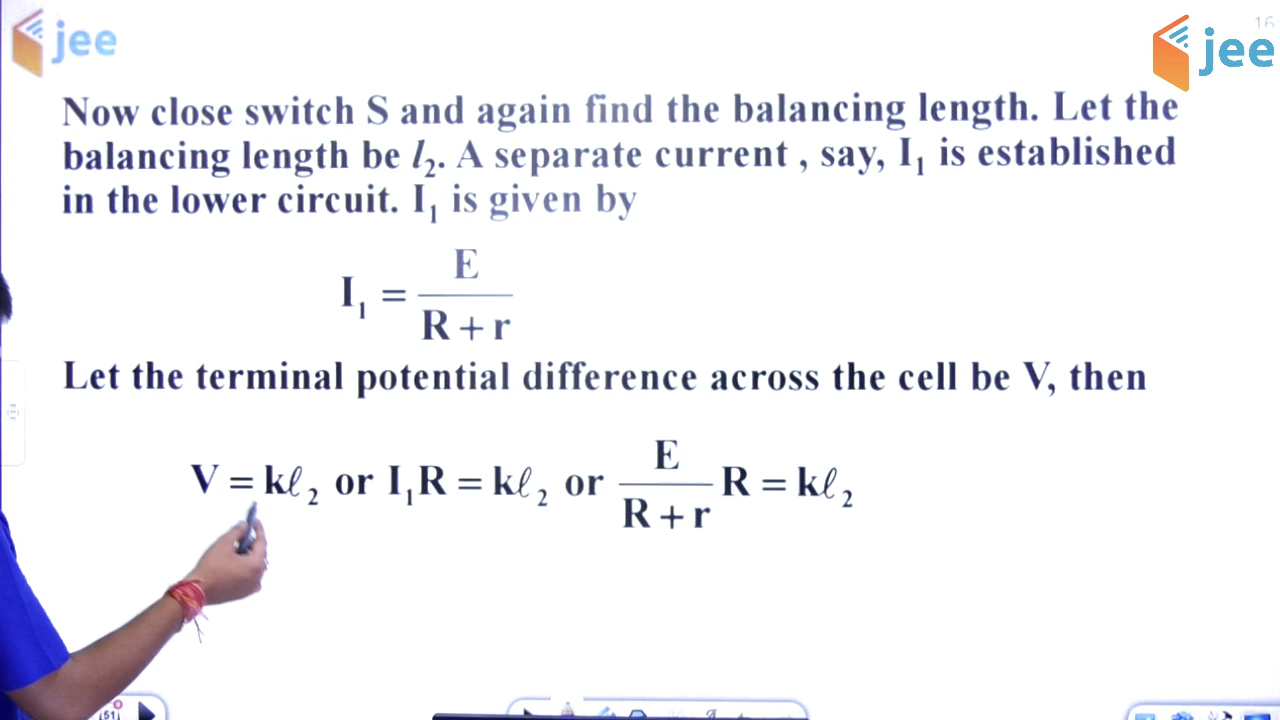 jee
16
jee
Now close switch S and again find the balancing length. Let the
balancing length be l₂. A separate current , say, I₁ is established
in the lower circuit. I₁ is given by
I₁ = E / R + r
Let the terminal potential difference across the cell be V, then
V = kℓ₂ or I₁R = kℓ₂ or E / R + r R = kℓ₂
51